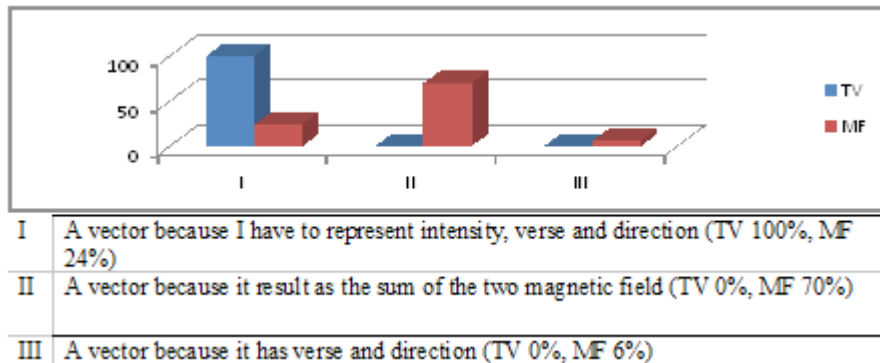 100
50
0
TV
MF
I
II
III
I A vector because I have to represent intensity, verse and direction (TV 100%, MF
24%)
II A vector because it result as the sum of the two magnetic field (TV 0%, MF 70%)
III A vector because it has verse and direction (TV 0%, MF 6%)